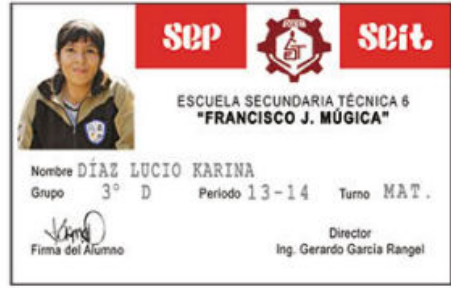 sep
seit
ESCUELA SECUNDARIA TÉCNICA 6
"FRANCISCO J. MÚGICA"
Nombre DÍAZ LUCIO KARINA
Grupo 3° D Periodo 13-14 Turno MAT.
Firma del Alumno
Director
Ing. Gerardo García Rangel